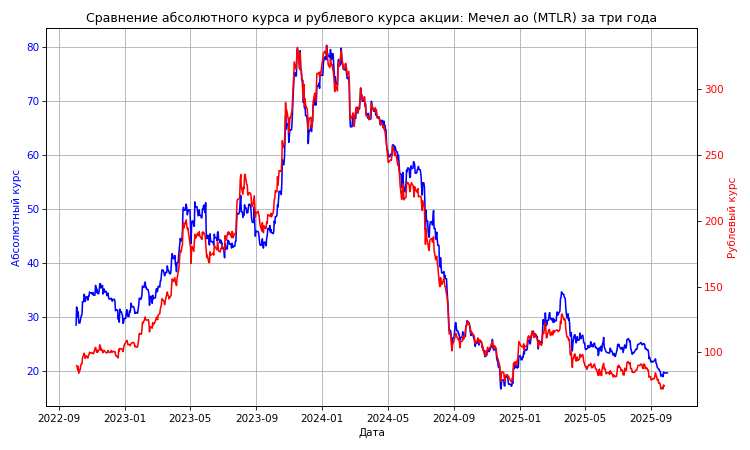 Сравнение абсолютного курса и рублевого курса акции: Мечел ао (MTLR) за три года
80
70
60
50
40
30
20
Абсолютный курс
300
250
200
150
100
Рублевый курс
2022-09 2023-01 2023-05 2023-09 2024-01 2024-05 2024-09 2025-01 2025-05 2025-09
Дата